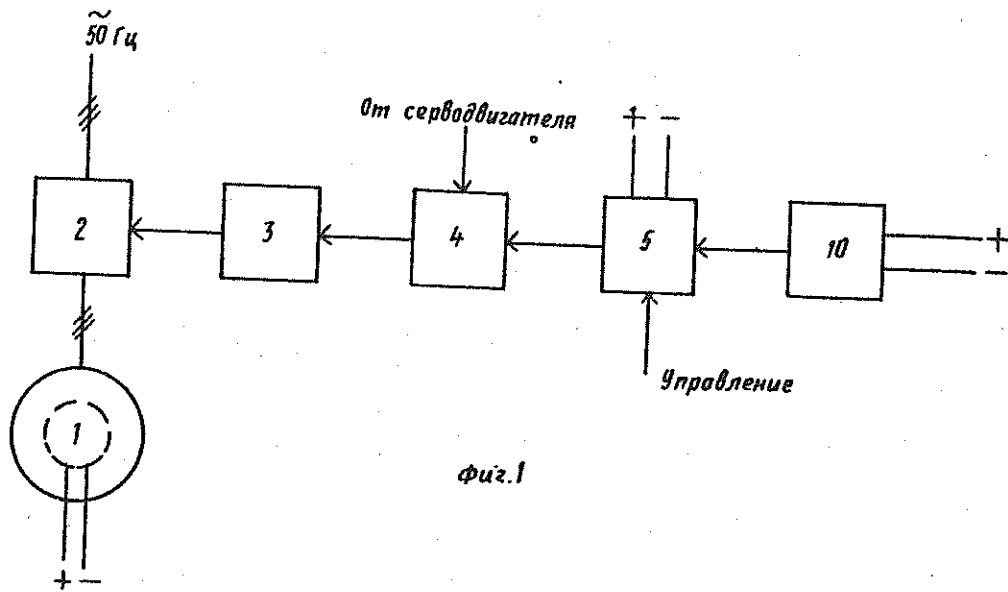 ~
50 Гц
От серводвигателя
+ −
2
3
4
5
10
+
−
Управление
1
фиг.1
+ −